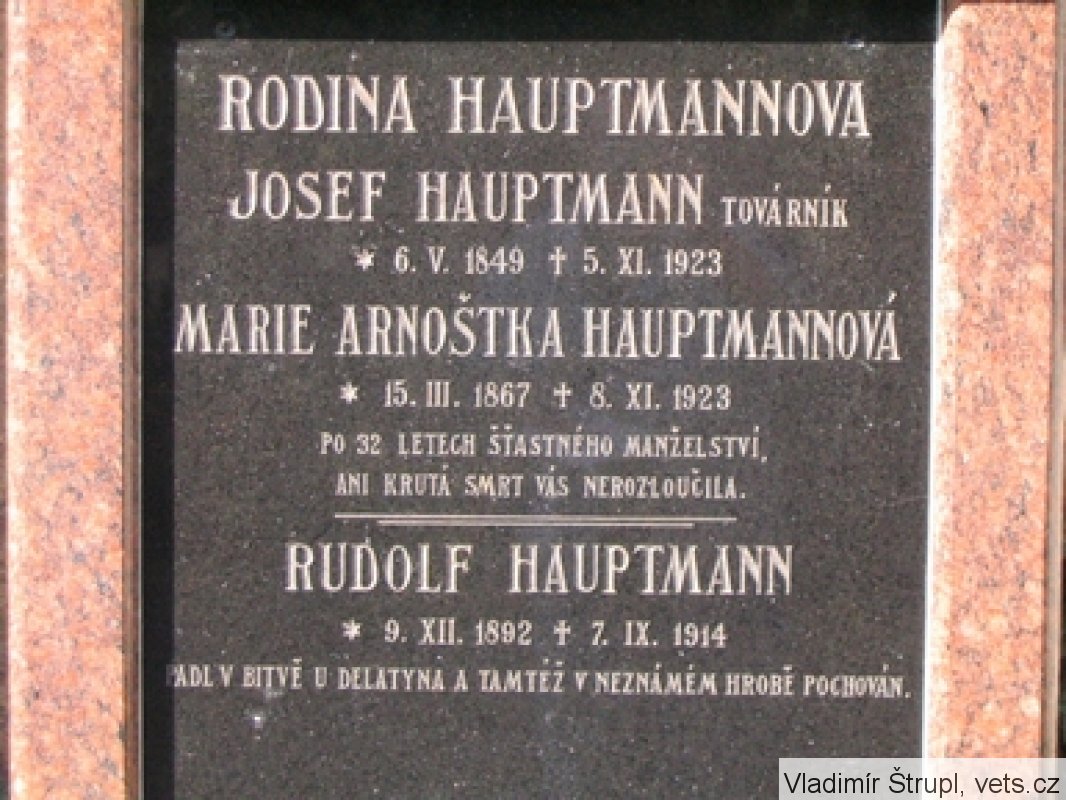 RODINA HAUPTMANNOVA
JOSEF HAUPTMANN TOVÁRNÍK
* 6. V. 1849 † 5. XI. 1923
MARIE ARNOŠTKA HAUPTMANNOVÁ
* 15. III. 1867 † 8. XI. 1923
PO 32 LETECH ŠŤASTNÉHO MANŽELSTVÍ,
ANI KRUTÁ SMRT VÁS NEROZLOUČILA.
RUDOLF HAUPTMANN
* 9. XII. 1892 † 7. IX. 1914
PADL V BITVĚ U DELATYNA A TAMTÉŽ V NEZNÁMÉM HROBĚ POCHOVÁN.
Vladimír Štrupl, vets.cz